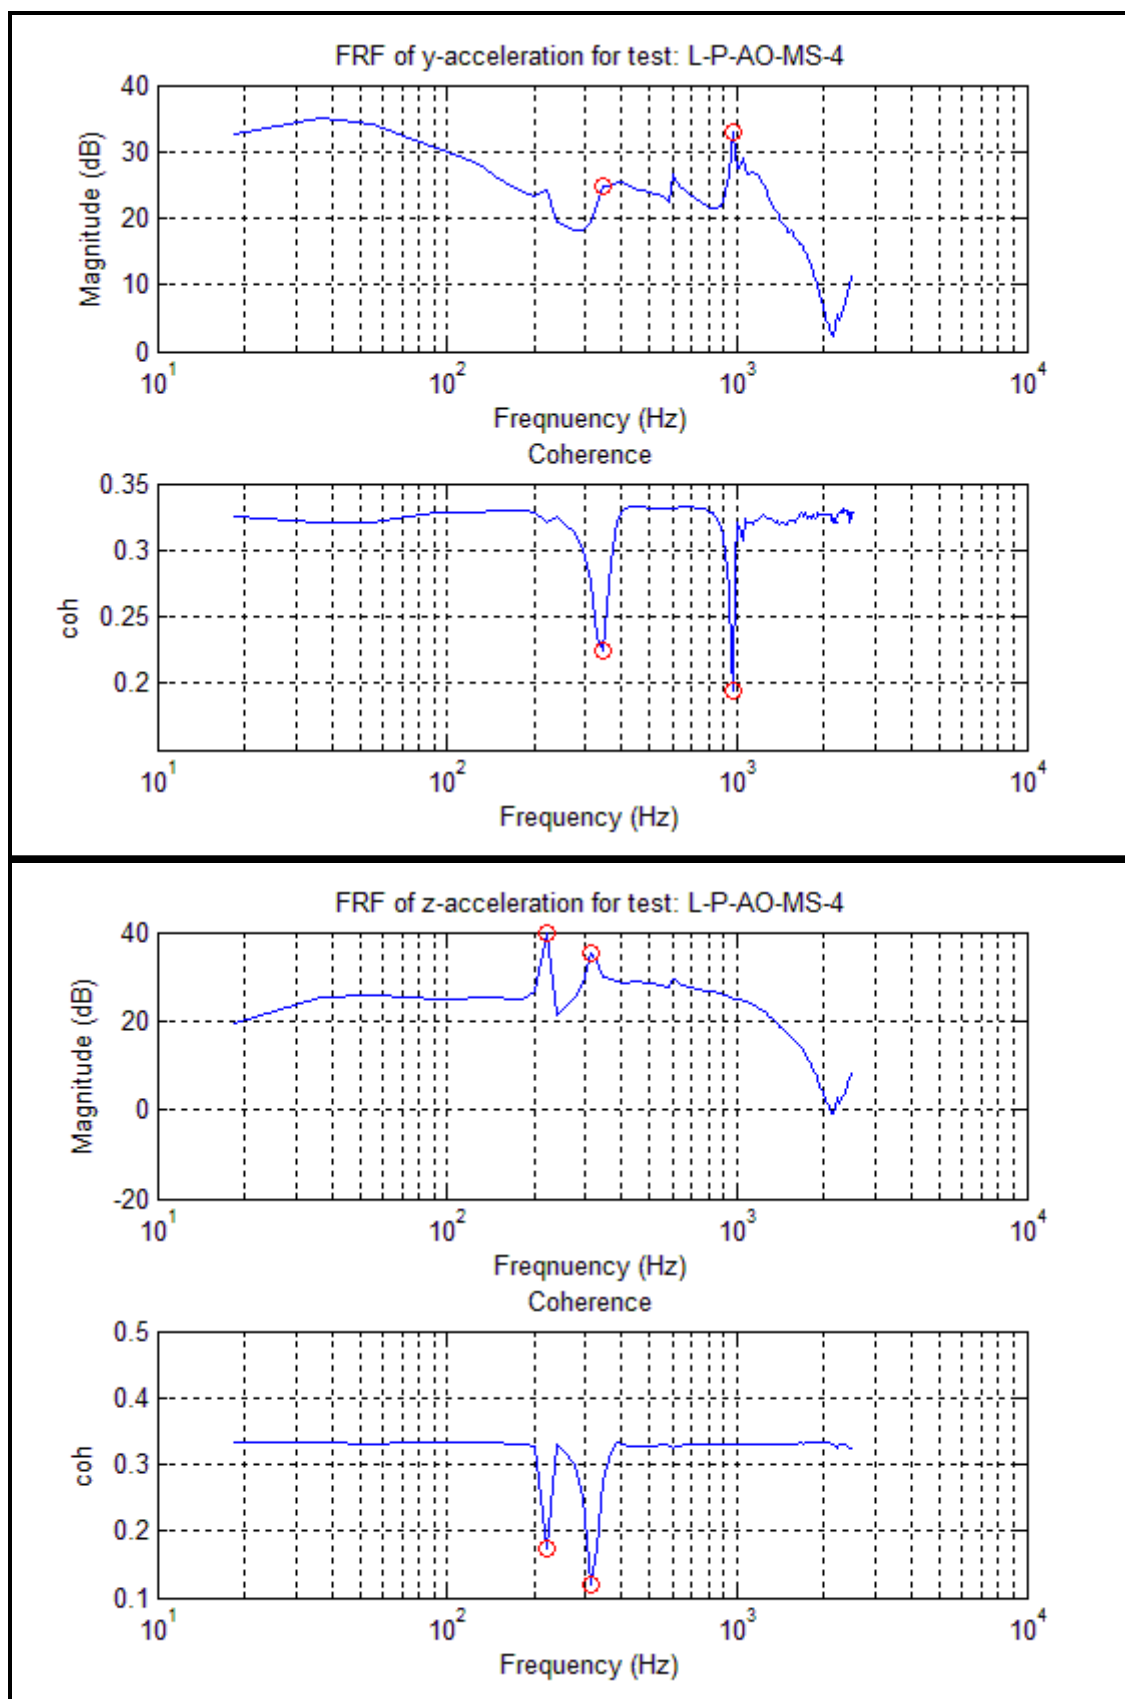 FRF of y-acceleration for test: L-P-AO-MS-4
40
30
20
10
0
Magnitude (dB)
10^1 10^2 10^3 10^4
Freqnuency (Hz)
Coherence
0.35
0.3
0.25
0.2
coh
10^1 10^2 10^3 10^4
Frequency (Hz)
FRF of z-acceleration for test: L-P-AO-MS-4
40
20
0
-20
Magnitude (dB)
10^1 10^2 10^3 10^4
Freqnuency (Hz)
Coherence
0.5
0.4
0.3
0.2
0.1
coh
10^1 10^2 10^3 10^4
Frequency (Hz)